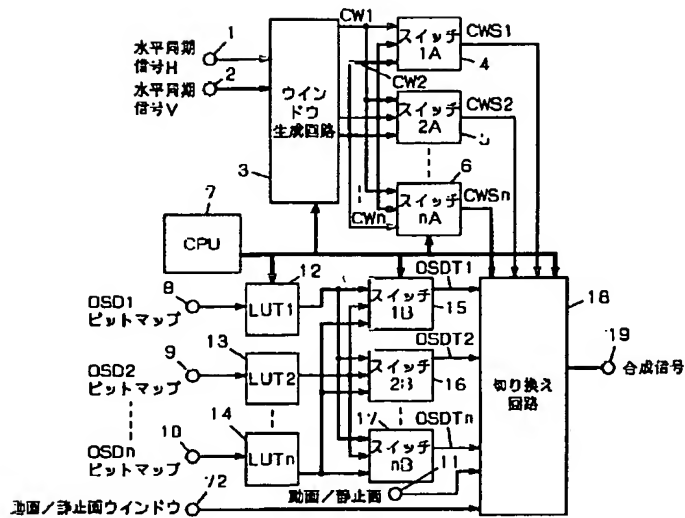 水平同期
信号H
1
水平同期
信号V
2
ウイン
ドウ
生成回路
3
CW1
CW2
CWn
スイッチ
1A
4
CWS1
スイッチ
2A
CWS2
スイッチ
nA
6
CWSn
7
CPU
OSD1
ビットマップ
8
LUT1
12
スイッチ
1B
15
OSDT1
OSD2
ビットマップ
9
LUT2
13
スイッチ
2B
16
OSDT2
OSDn
ビットマップ
10
LUTn
14
スイッチ
nB
17
OSDTn
動画/静止画
11
動画/静止画ウインドウ
切り換え
回路
18
19
合成信号